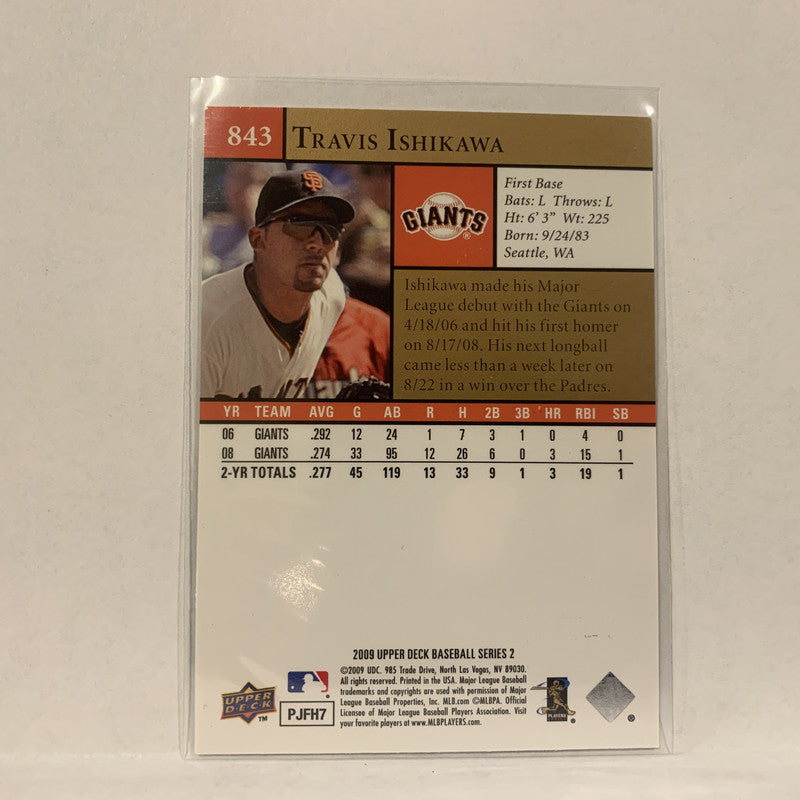 843 TRAVIS ISHIKAWA
SF
GIANTS
®
First Base
Bats: L Throws: L
Ht: 6' 3" Wt: 225
Born: 9/24/83
Seattle, WA
Ishikawa made his Major
League debut with the Giants on
4/18/06 and hit his first homer
on 8/17/08. His next longball
came less than a week later on
8/22 in a win over the Padres.
YR TEAM AVG G AB R H 2B 3B HR RBI SB
06 GIANTS .292 12 24 1 7 3 1 0 4 0
08 GIANTS .274 33 95 12 26 6 0 3 15 1
2-YR TOTALS .277 45 119 13 33 9 1 3 19 1
2009 UPPER DECK BASEBALL SERIES 2
©2009 UDC. 985 Trade Drive, North Las Vegas, NV 89030.
All rights reserved. Printed in the USA. Major League Baseball
trademarks and copyrights are used with permission of Major
League Baseball Properties, Inc. MLB.com ©MLBPA. Official
Licensee of Major League Baseball Players Association. Visit
your favorite players at www.MLBPLAYERS.com.
UPPER
DECK
™
PJFH7
PLAYERS
®